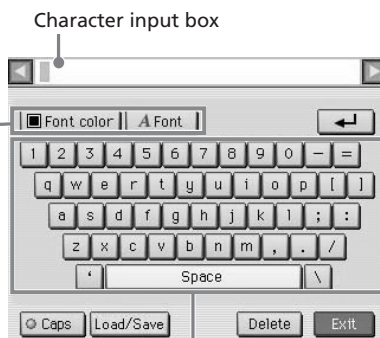 Character input box
Font color A Font
1 2 3 4 5 6 7 8 9 0 - =
q w e r t y u i o p [ ]
a s d f g h j k l ; :
z x c v b n m , . /
‘ Space \
Caps Load/Save Delete Exit